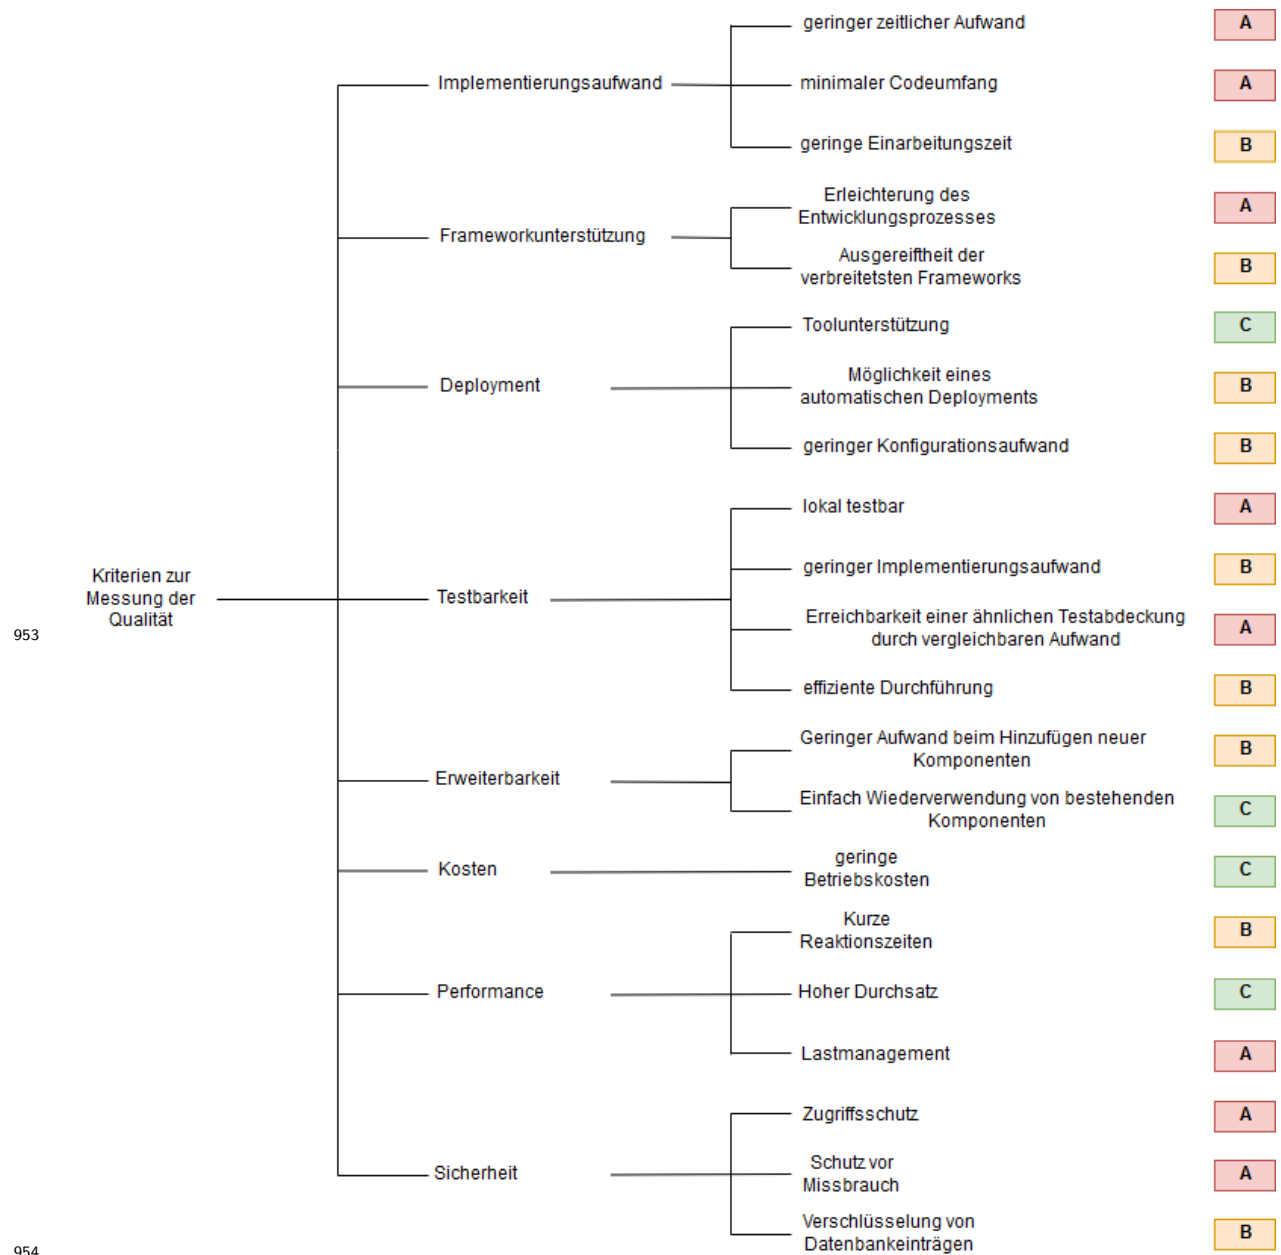 geringer zeitlicher Aufwand A
Implementierungsaufwand minimaler Codeumfang A
geringe Einarbeitungszeit B
Erleichterung des
Entwicklungsprozesses A
Frameworkunterstützung
Ausgereiftheit der
verbreitetsten Frameworks B
Toolunterstützung C
Deployment
Möglichkeit eines
automatischen Deployments B
geringer Konfigurationsaufwand B
lokal testbar A
geringer Implementierungsaufwand B
Kriterien zur
Messung der
Qualität
Testbarkeit
Erreichbarkeit einer ähnlichen Testabdeckung
durch vergleichbaren Aufwand A
953
effiziente Durchführung B
Geringer Aufwand beim Hinzufügen neuer
Komponenten B
Erweiterbarkeit
Einfach Wiederverwendung von bestehenden
Komponenten C
Kosten
geringe
Betriebskosten C
Kurze
Reaktionszeiten B
Performance Hoher Durchsatz C
Lastmanagement A
Zugriffsschutz A
Sicherheit
Schutz vor
Missbrauch A
Verschlüsselung von
Datenbankeinträgen B
954